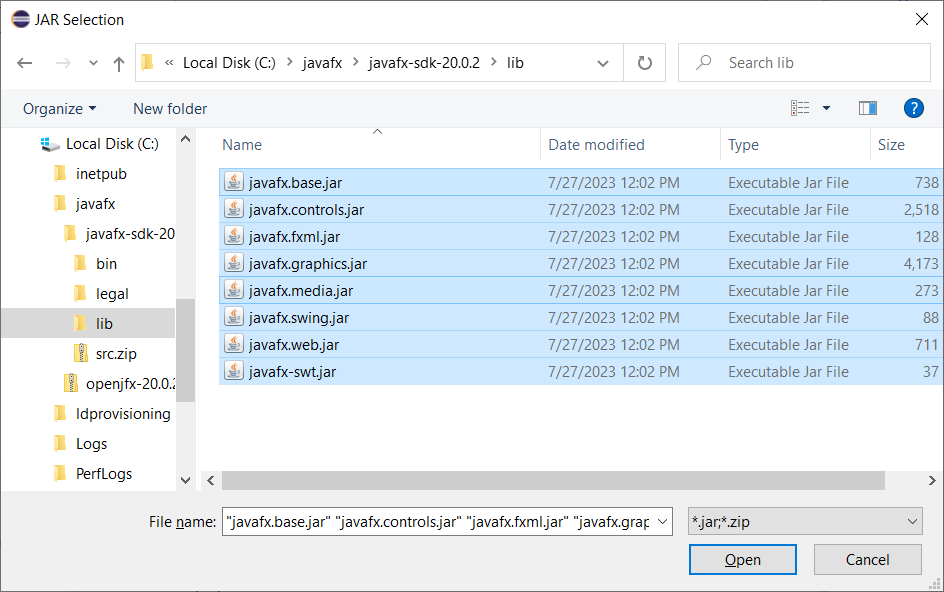 JAR Selection
« Local Disk (C:) > javafx > javafx-sdk-20.0.2 > lib
Search lib
Organize New folder
?
Local Disk (C:)
inetpub
javafx
javafx-sdk-20
bin
legal
lib
src.zip
openjfx-20.0.2
ldprovisioning
Logs
PerfLogs
Name Date modified Type Size
javafx.base.jar 7/27/2023 12:02 PM Executable Jar File 738
javafx.controls.jar 7/27/2023 12:02 PM Executable Jar File 2,518
javafx.fxml.jar 7/27/2023 12:02 PM Executable Jar File 128
javafx.graphics.jar 7/27/2023 12:02 PM Executable Jar File 4,173
javafx.media.jar 7/27/2023 12:02 PM Executable Jar File 273
javafx.swing.jar 7/27/2023 12:02 PM Executable Jar File 88
javafx.web.jar 7/27/2023 12:02 PM Executable Jar File 711
javafx-swt.jar 7/27/2023 12:02 PM Executable Jar File 37
File name: "javafx.base.jar" "javafx.controls.jar" "javafx.fxml.jar" "javafx.grap
*.jar;*.zip
Open Cancel